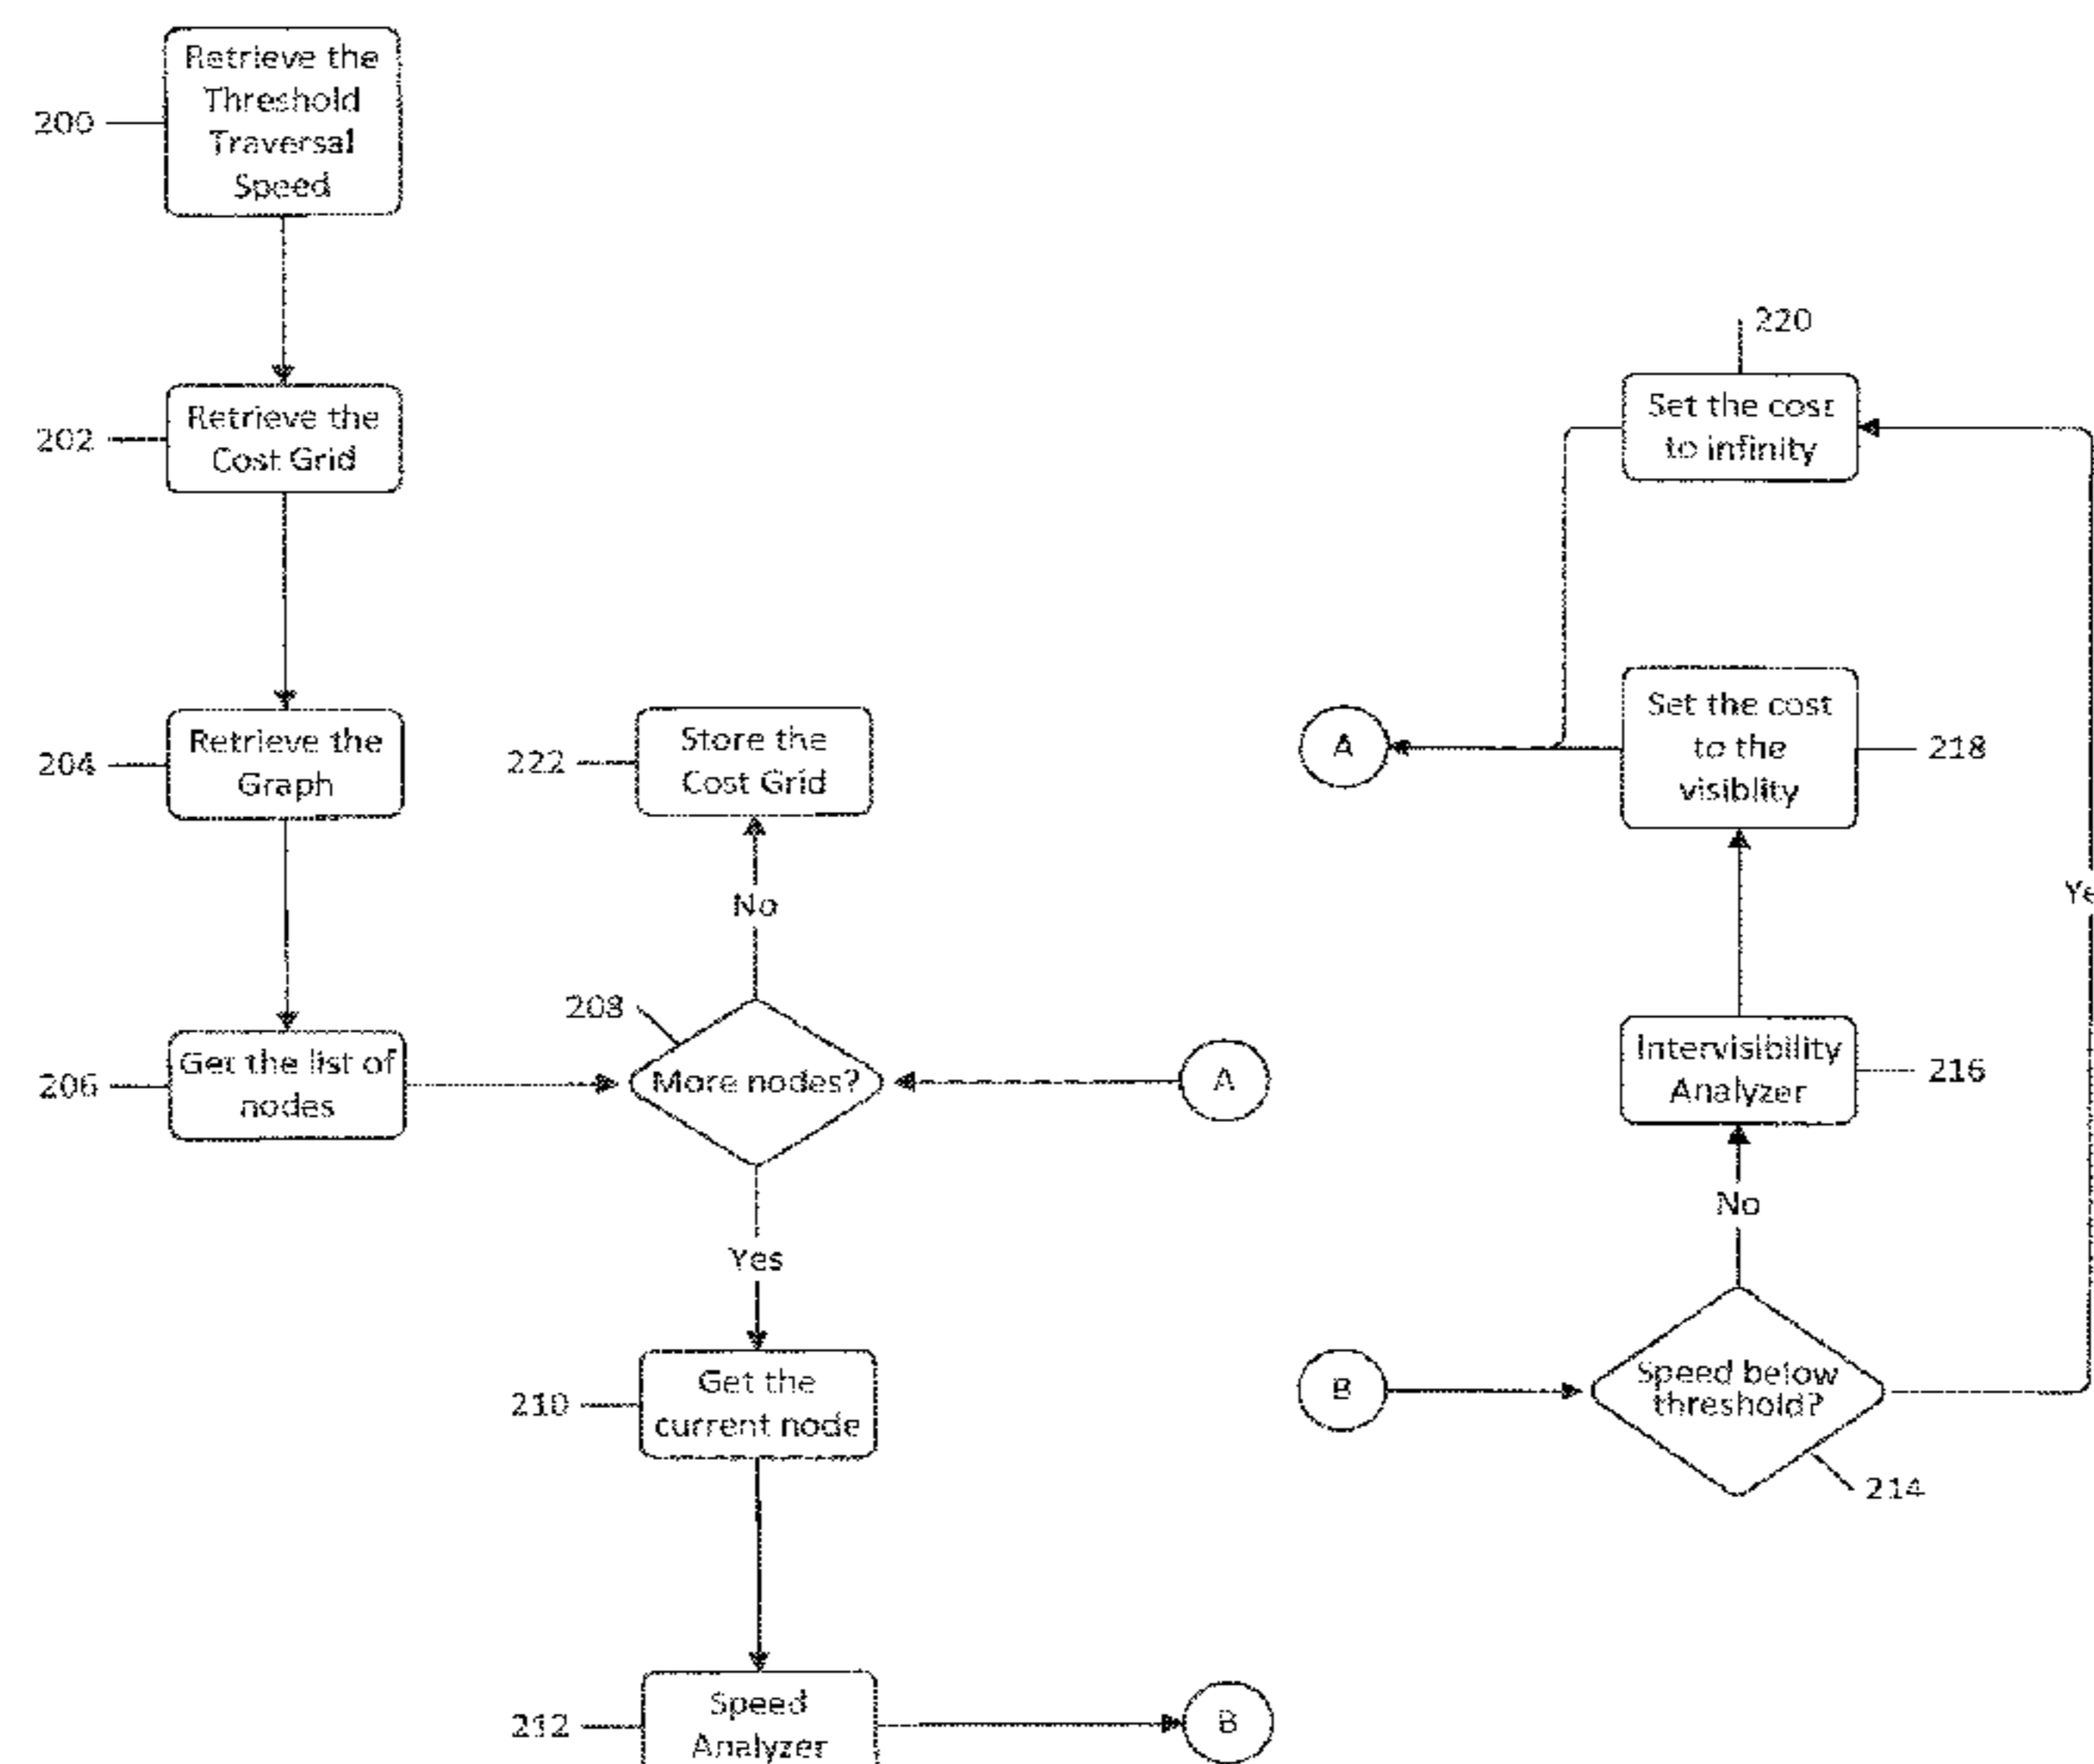 Retrieve the
Threshold
Traversal
Speed
200
Retrieve the
Cost Grid
202
Retrieve the
Graph
204
Get the list of
nodes
206
Store the
Cost Grid
222
No
208
More nodes?
A
Yes
Get the
current node
210
Speed
Analyzer
212
B
220
Set the cost
to infinity
A
Set the cost
to the
visiblity
218
Ye
Intervisibility
Analyzer
216
No
B
Speed below
threshold?
214